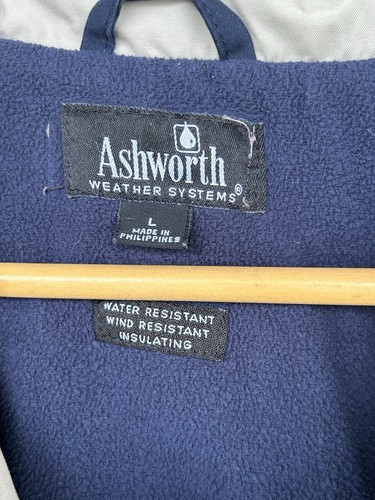 Ashworth®
WEATHER SYSTEMS
L
MADE IN
PHILIPPINES
WATER RESISTANT
WIND RESISTANT
INSULATING